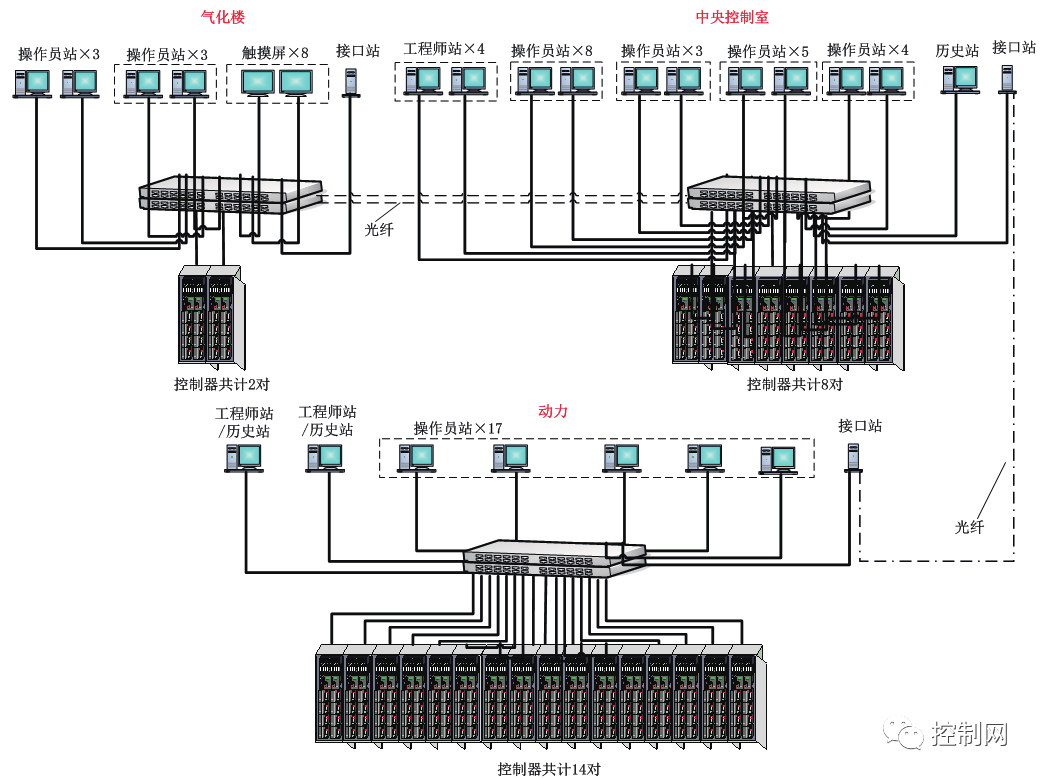 气化楼
中央控制室
操作员站×3
操作员站×3
触摸屏×8
接口站
工程师站×4
操作员站×8
操作员站×3
操作员站×5
操作员站×4
历史站
接口站
光纤
控制器共计2对
控制器共计8对
动力
工程师站
/历史站
工程师站
/历史站
操作员站×17
接口站
光纤
控制器共计14对
控制网